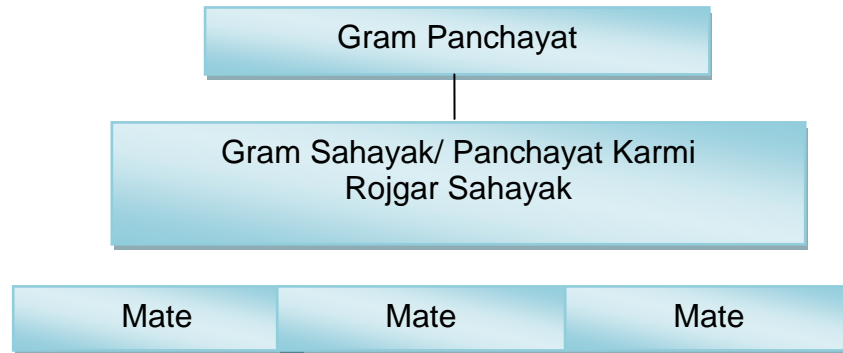 Gram Panchayat
Gram Sahayak/ Panchayat Karmi
Rojgar Sahayak
Mate Mate Mate